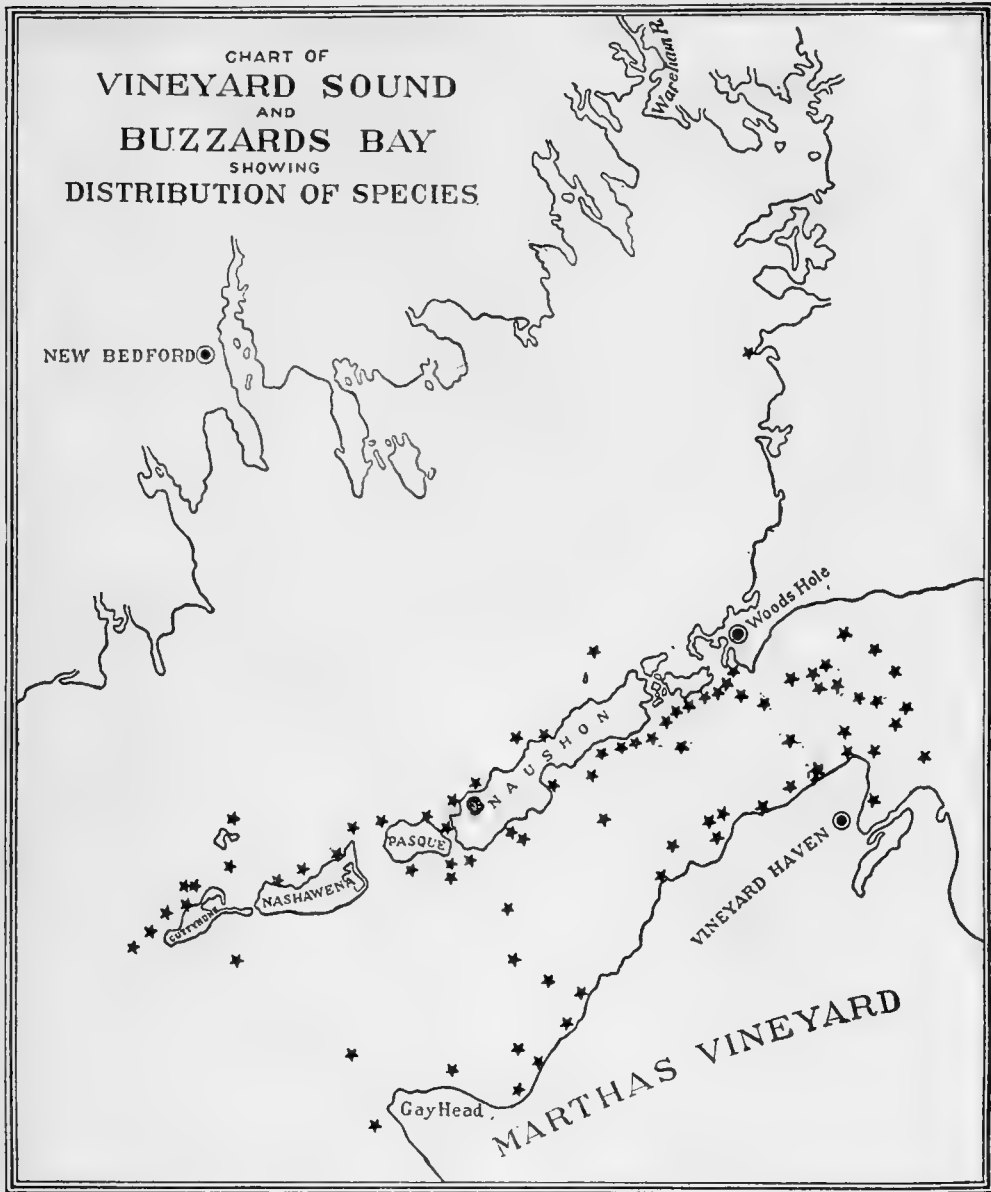 CHART OF
VINEYARD SOUND
AND
BUZZARDS BAY
SHOWING
DISTRIBUTION OF SPECIES
Wareham R
NEW BEDFORD
Woods Hole
NAUSHON
PASQUE
NASHAWENA
CUTTYHUNK
VINEYARD HAVEN
MARTHAS VINEYARD
Gay Head